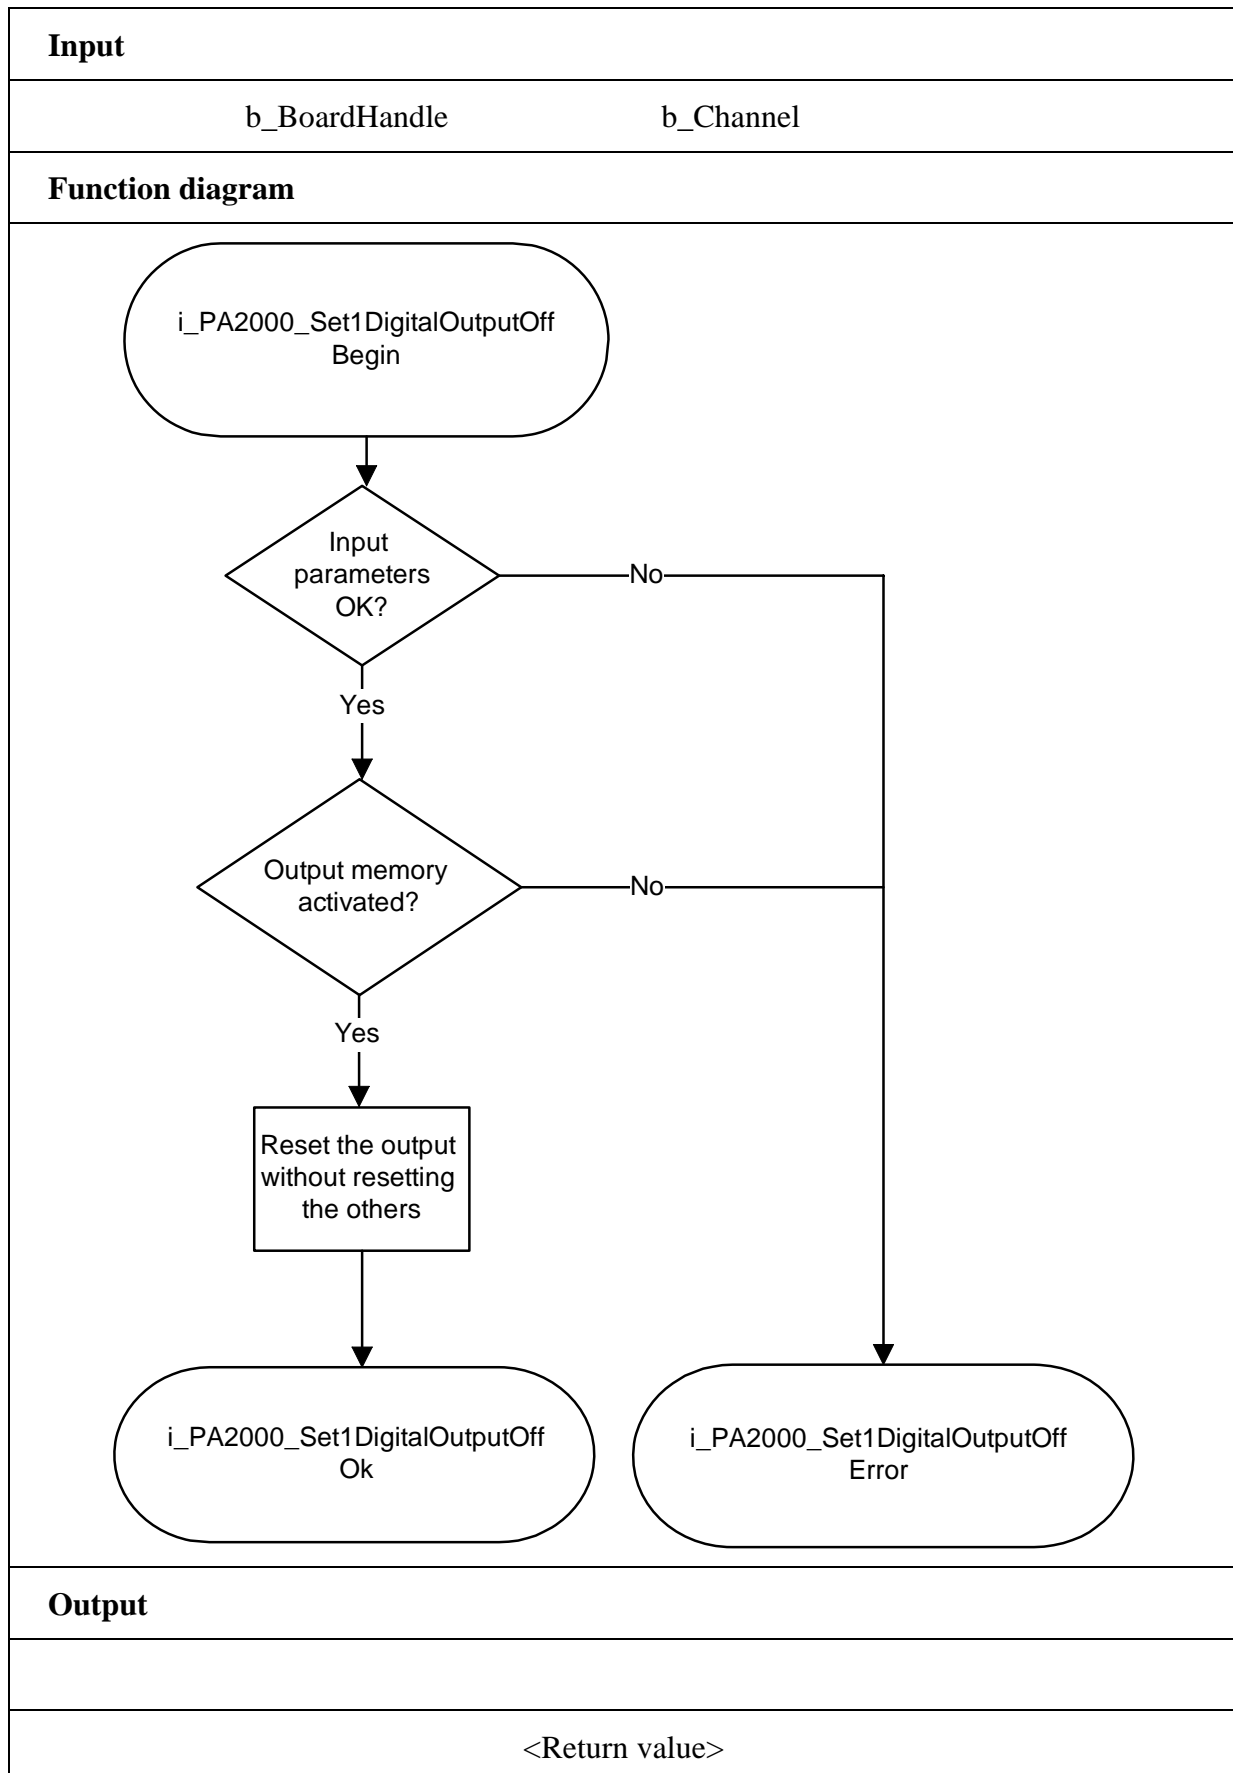 Input
b_BoardHandle b_Channel
Function diagram
i_PA2000_Set1DigitalOutputOff
Begin
Input
parameters
OK?
No
Yes
Output memory
activated?
No
Yes
Reset the output
without resetting
the others
i_PA2000_Set1DigitalOutputOff
Ok
i_PA2000_Set1DigitalOutputOff
Error
Output
<Return value>